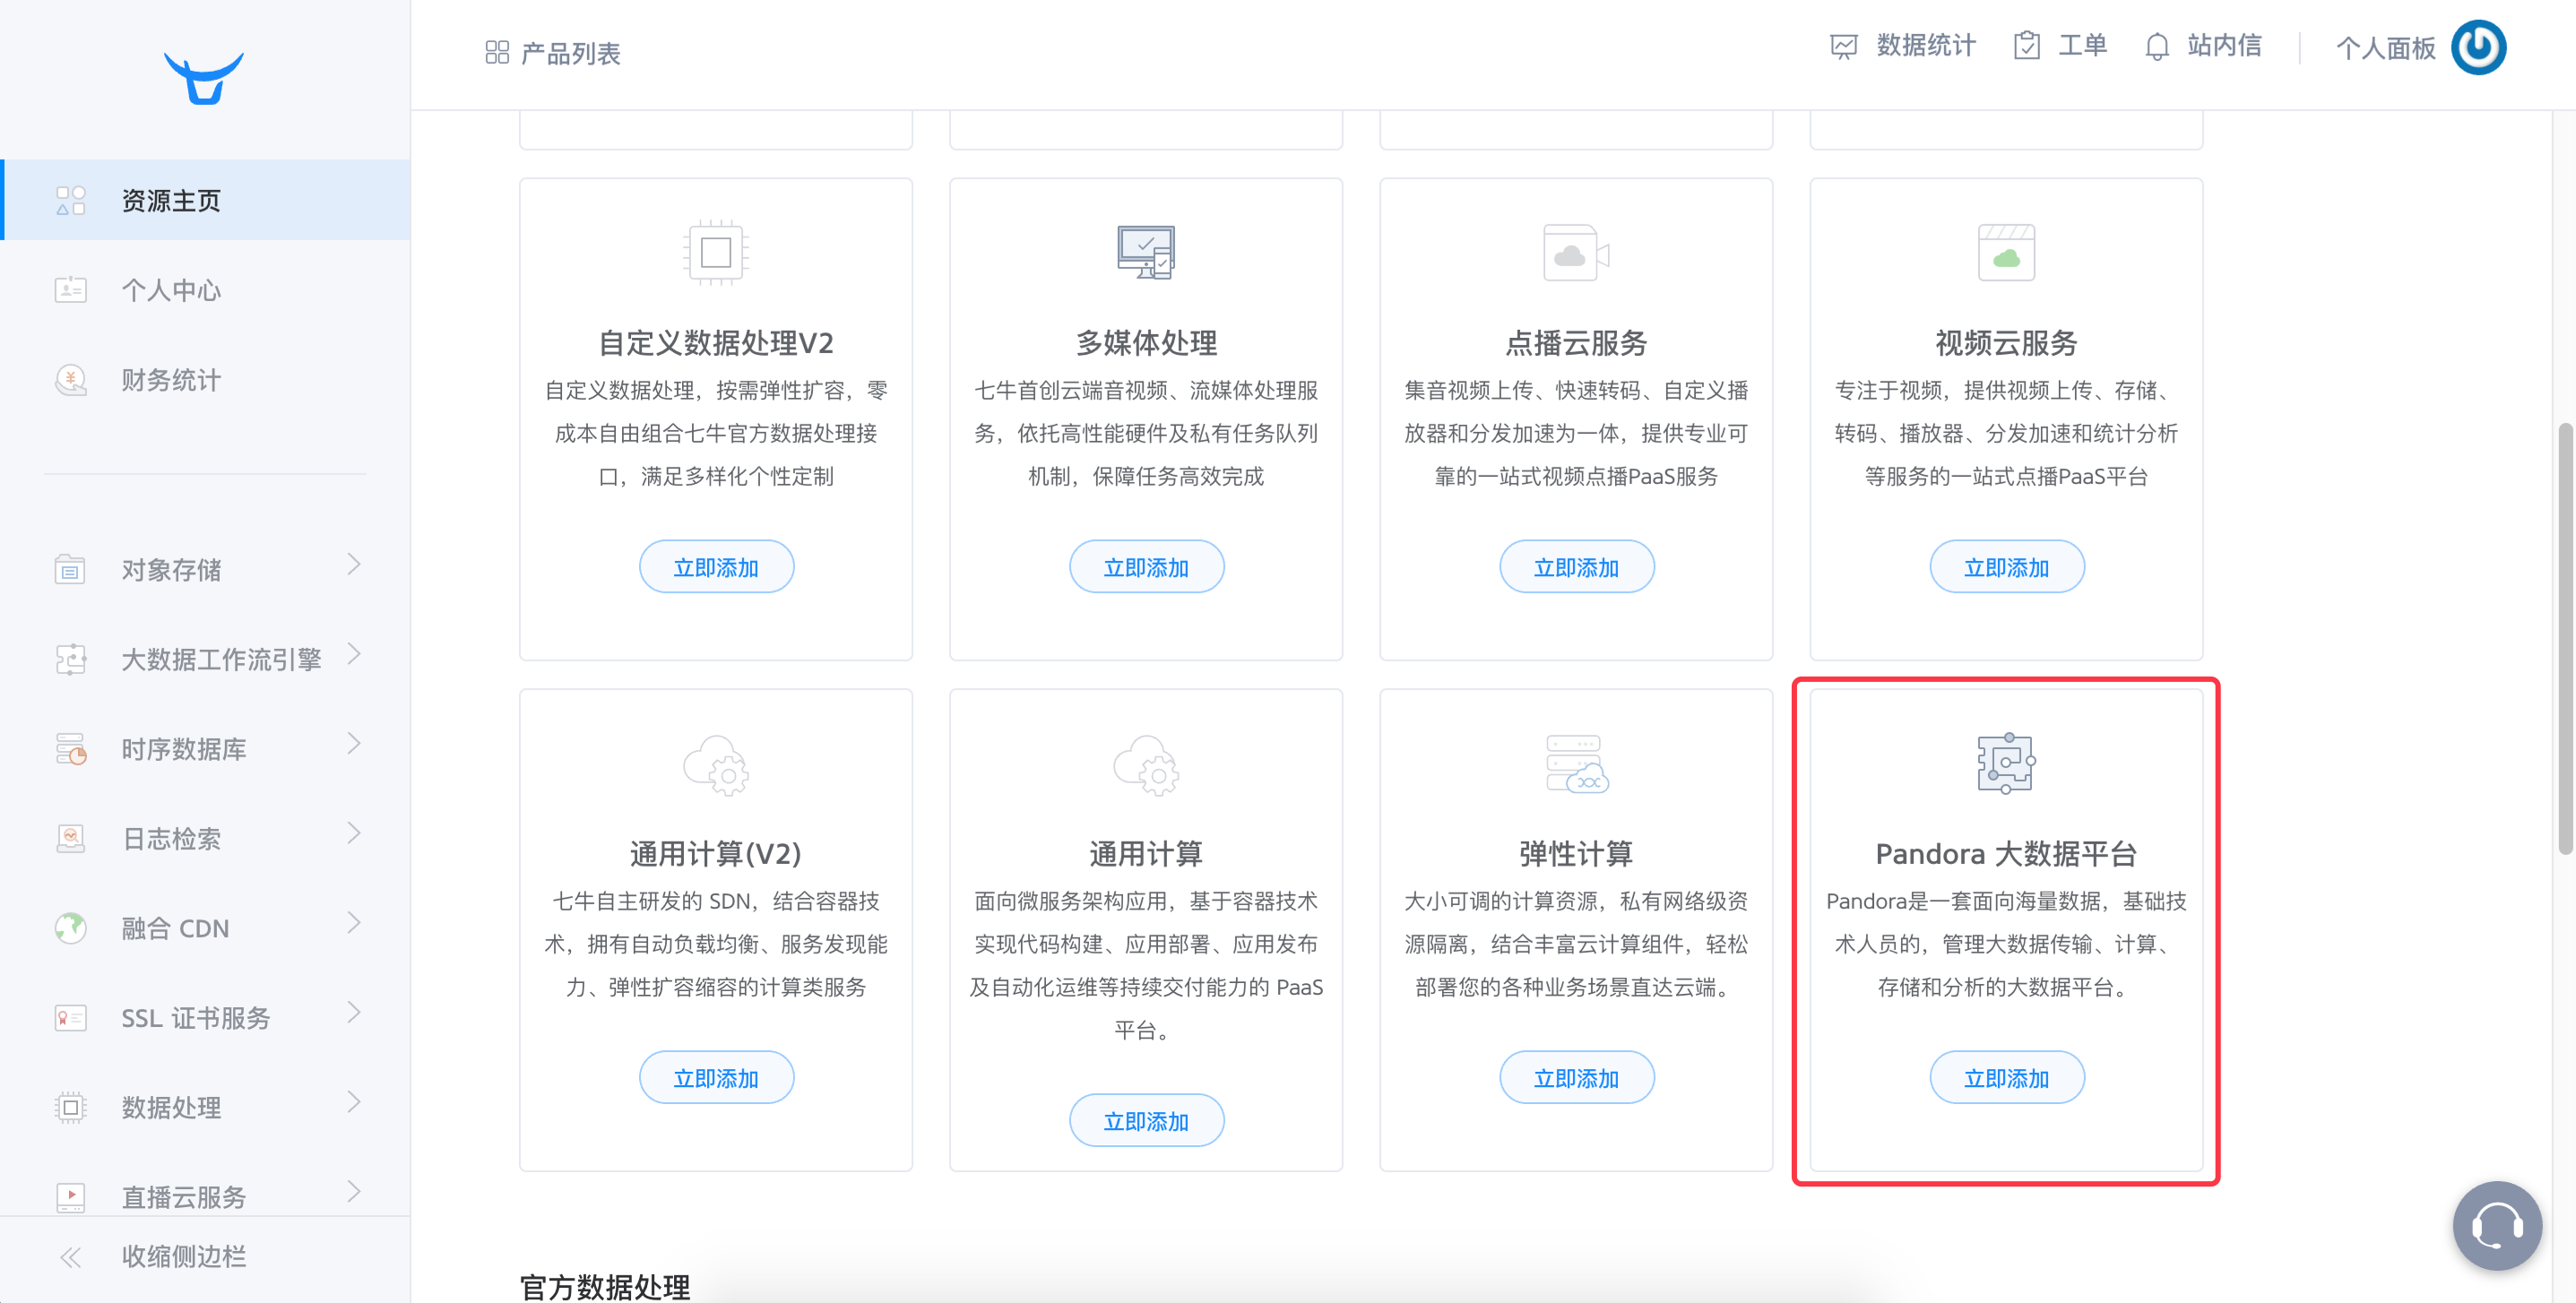 产品列表
数据统计
工单
站内信
个人面板
资源主页
个人中心
财务统计
对象存储
大数据工作流引擎
时序数据库
日志检索
融合 CDN
SSL 证书服务
数据处理
直播云服务
收缩侧边栏
自定义数据处理V2
自定义数据处理，按需弹性扩容，零
成本自由组合七牛官方数据处理接
口，满足多样化个性定制
立即添加
多媒体处理
七牛首创云端音视频、流媒体处理服
务，依托高性能硬件及私有任务队列
机制，保障任务高效完成
立即添加
点播云服务
集音视频上传、快速转码、自定义播
放器和分发加速为一体，提供专业可
靠的一站式视频点播PaaS服务
立即添加
视频云服务
专注于视频，提供视频上传、存储、
转码、播放器、分发加速和统计分析
等服务的一站式点播PaaS平台
立即添加
通用计算(V2)
七牛自主研发的 SDN，结合容器技
术，拥有自动负载均衡、服务发现能
力、弹性扩容缩容的计算类服务
立即添加
通用计算
面向微服务架构应用，基于容器技术
实现代码构建、应用部署、应用发布
及自动化运维等持续交付能力的 PaaS
平台。
立即添加
弹性计算
大小可调的计算资源，私有网络级资
源隔离，结合丰富云计算组件，轻松
部署您的各种业务场景直达云端。
立即添加
Pandora 大数据平台
Pandora是一套面向海量数据，基础技
术人员的，管理大数据传输、计算、
存储和分析的大数据平台。
立即添加
官方数据处理